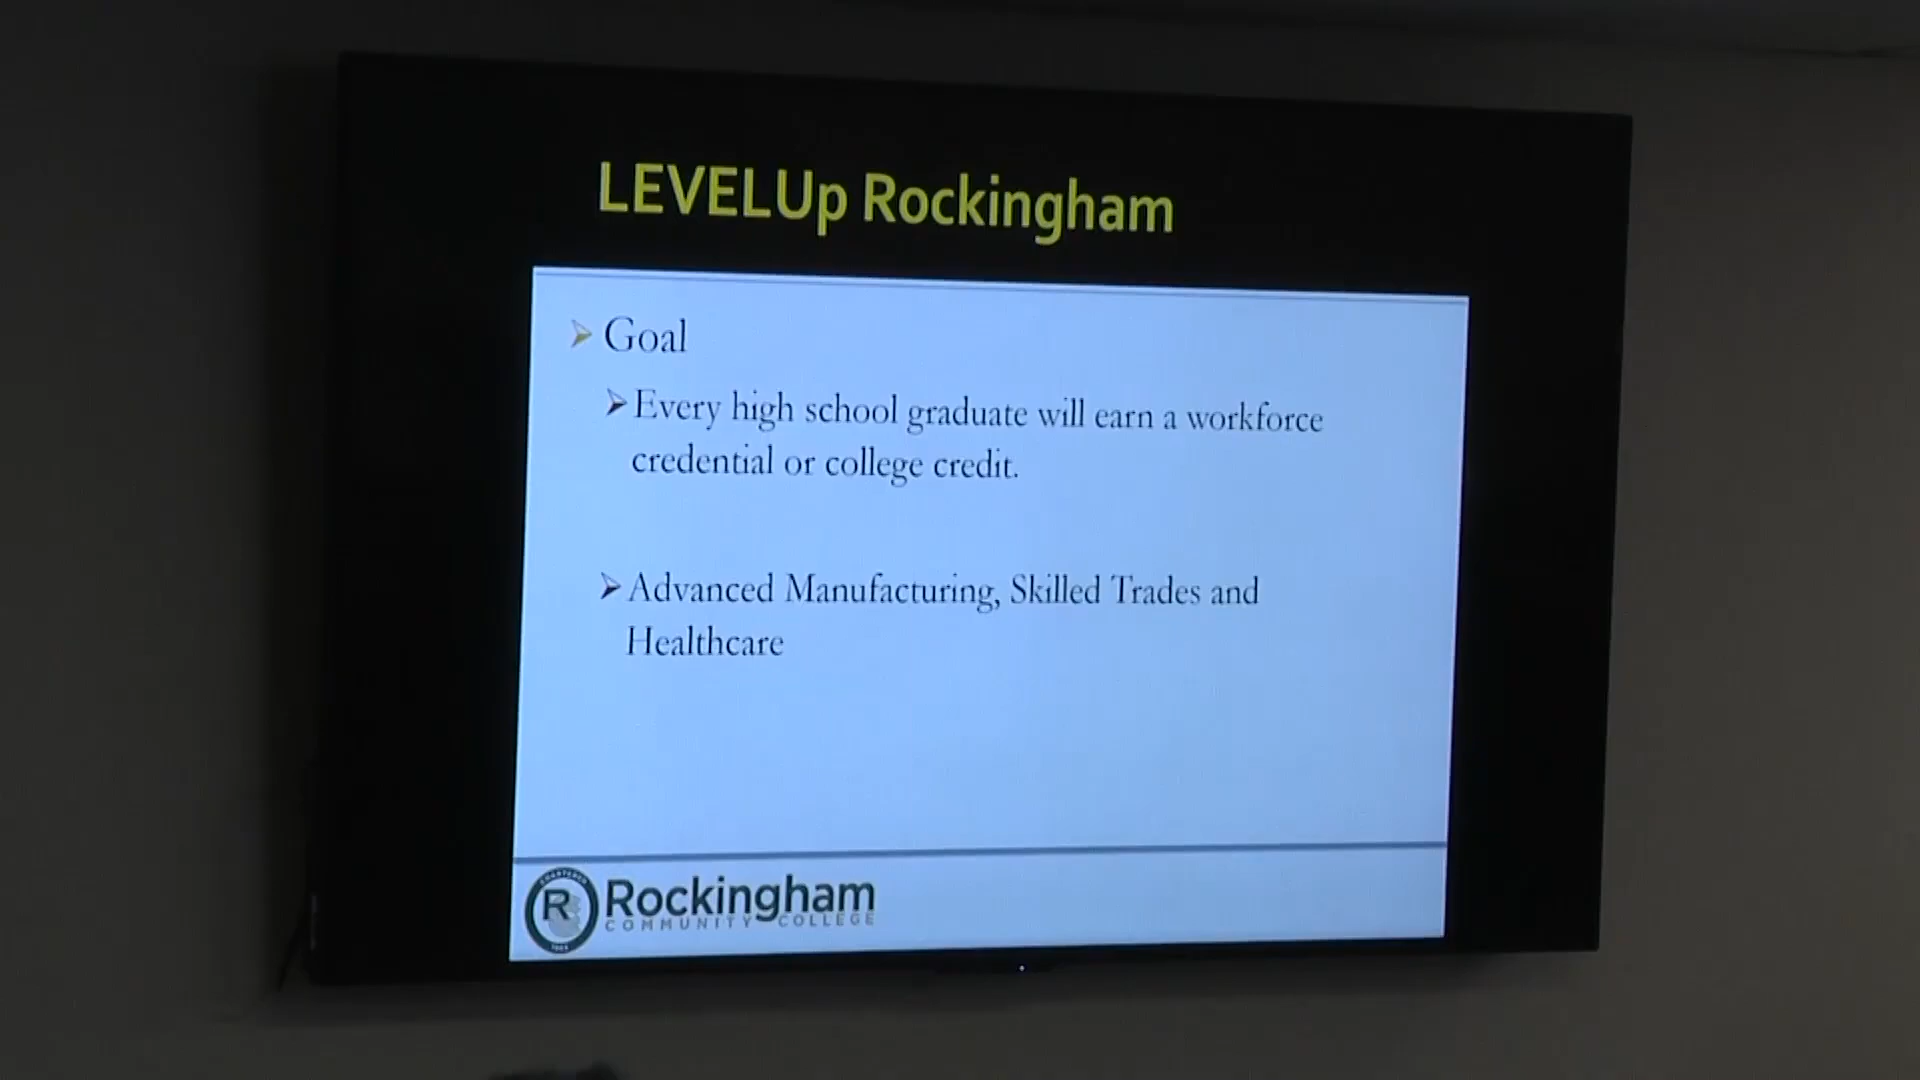 LEVELUp Rockingham
Goal
Every high school graduate will earn a workforce
credential or college credit.
Advanced Manufacturing, Skilled Trades and
Healthcare
R
Rockingham
COMMUNITY COLLEGE